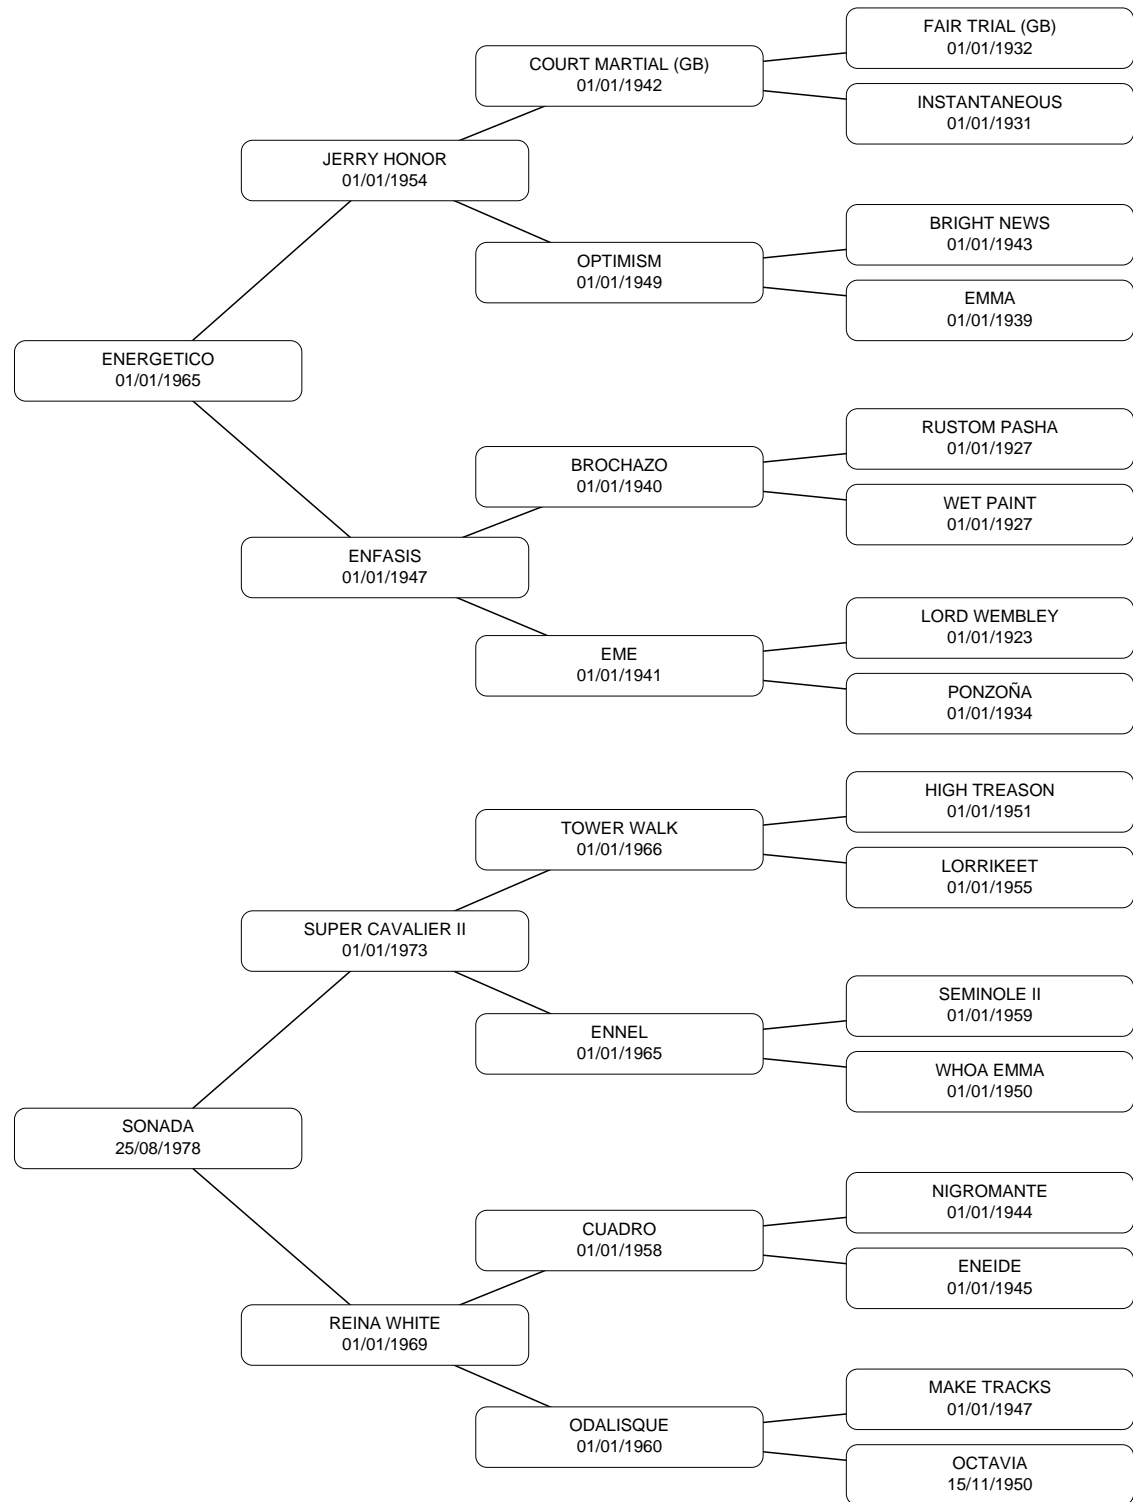 FAIR TRIAL (GB)
01/01/1932
COURT MARTIAL (GB)
01/01/1942
INSTANTANEOUS
01/01/1931
JERRY HONOR
01/01/1954
BRIGHT NEWS
01/01/1943
OPTIMISM
01/01/1949
EMMA
01/01/1939
ENERGETICO
01/01/1965
RUSTOM PASHA
01/01/1927
BROCHAZO
01/01/1940
WET PAINT
01/01/1927
ENFASIS
01/01/1947
LORD WEMBLEY
01/01/1923
EME
01/01/1941
PONZOÑA
01/01/1934
HIGH TREASON
01/01/1951
TOWER WALK
01/01/1966
LORRIKEET
01/01/1955
SUPER CAVALIER II
01/01/1973
SEMINOLE II
01/01/1959
ENNEL
01/01/1965
WHOA EMMA
01/01/1950
SONADA
25/08/1978
NIGROMANTE
01/01/1944
CUADRO
01/01/1958
ENEIDE
01/01/1945
REINA WHITE
01/01/1969
MAKE TRACKS
01/01/1947
ODALISQUE
01/01/1960
OCTAVIA
15/11/1950